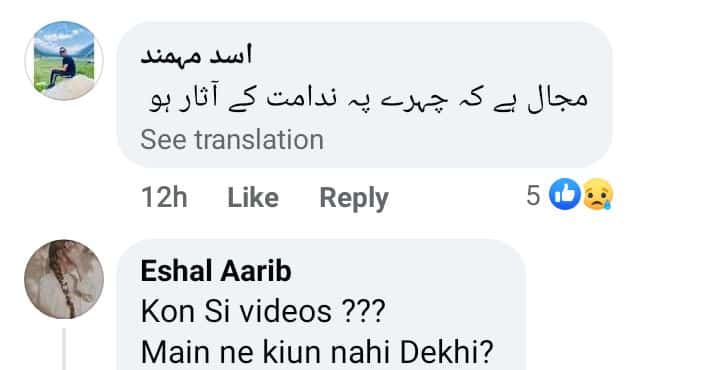 اسد مہمند
مجال ہے کہ چہرے پہ ندامت کے آثار ہو
See translation
12h Like Reply 5
Eshal Aarib
Kon Si videos ???
Main ne kiun nahi Dekhi?